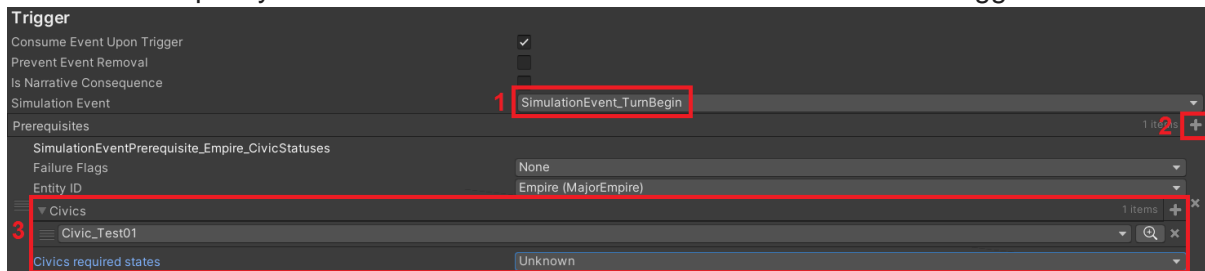 Trigger
Consume Event Upon Trigger
Prevent Event Removal
Is Narrative Consequence
Simulation Event 1 SimulationEvent_TurnBegin
Prerequisites 1 items 2
SimulationEventPrerequisite_Empire_CivicStatuses
Failure Flags None
Entity ID Empire (MajorEmpire)
Civics 1 items
3 Civic_Test01
Civics required states Unknown